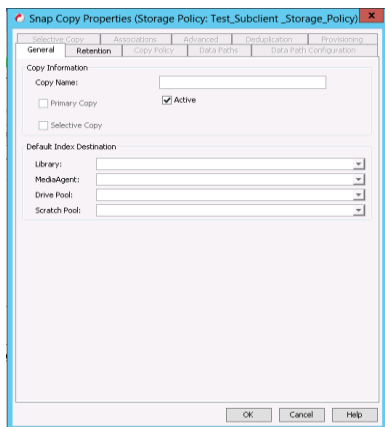 Snap Copy Properties (Storage Policy: Test_Subclient _Storage_Policy)
Selective Copy Associations Advanced Deduplication Provisioning
General Retention Copy Policy Data Paths Data Path Configuration
Copy Information
Copy Name:
Primary Copy Active
Selective Copy
Default Index Destination
Library:
MediaAgent:
Drive Pool:
Scratch Pool:
OK Cancel Help